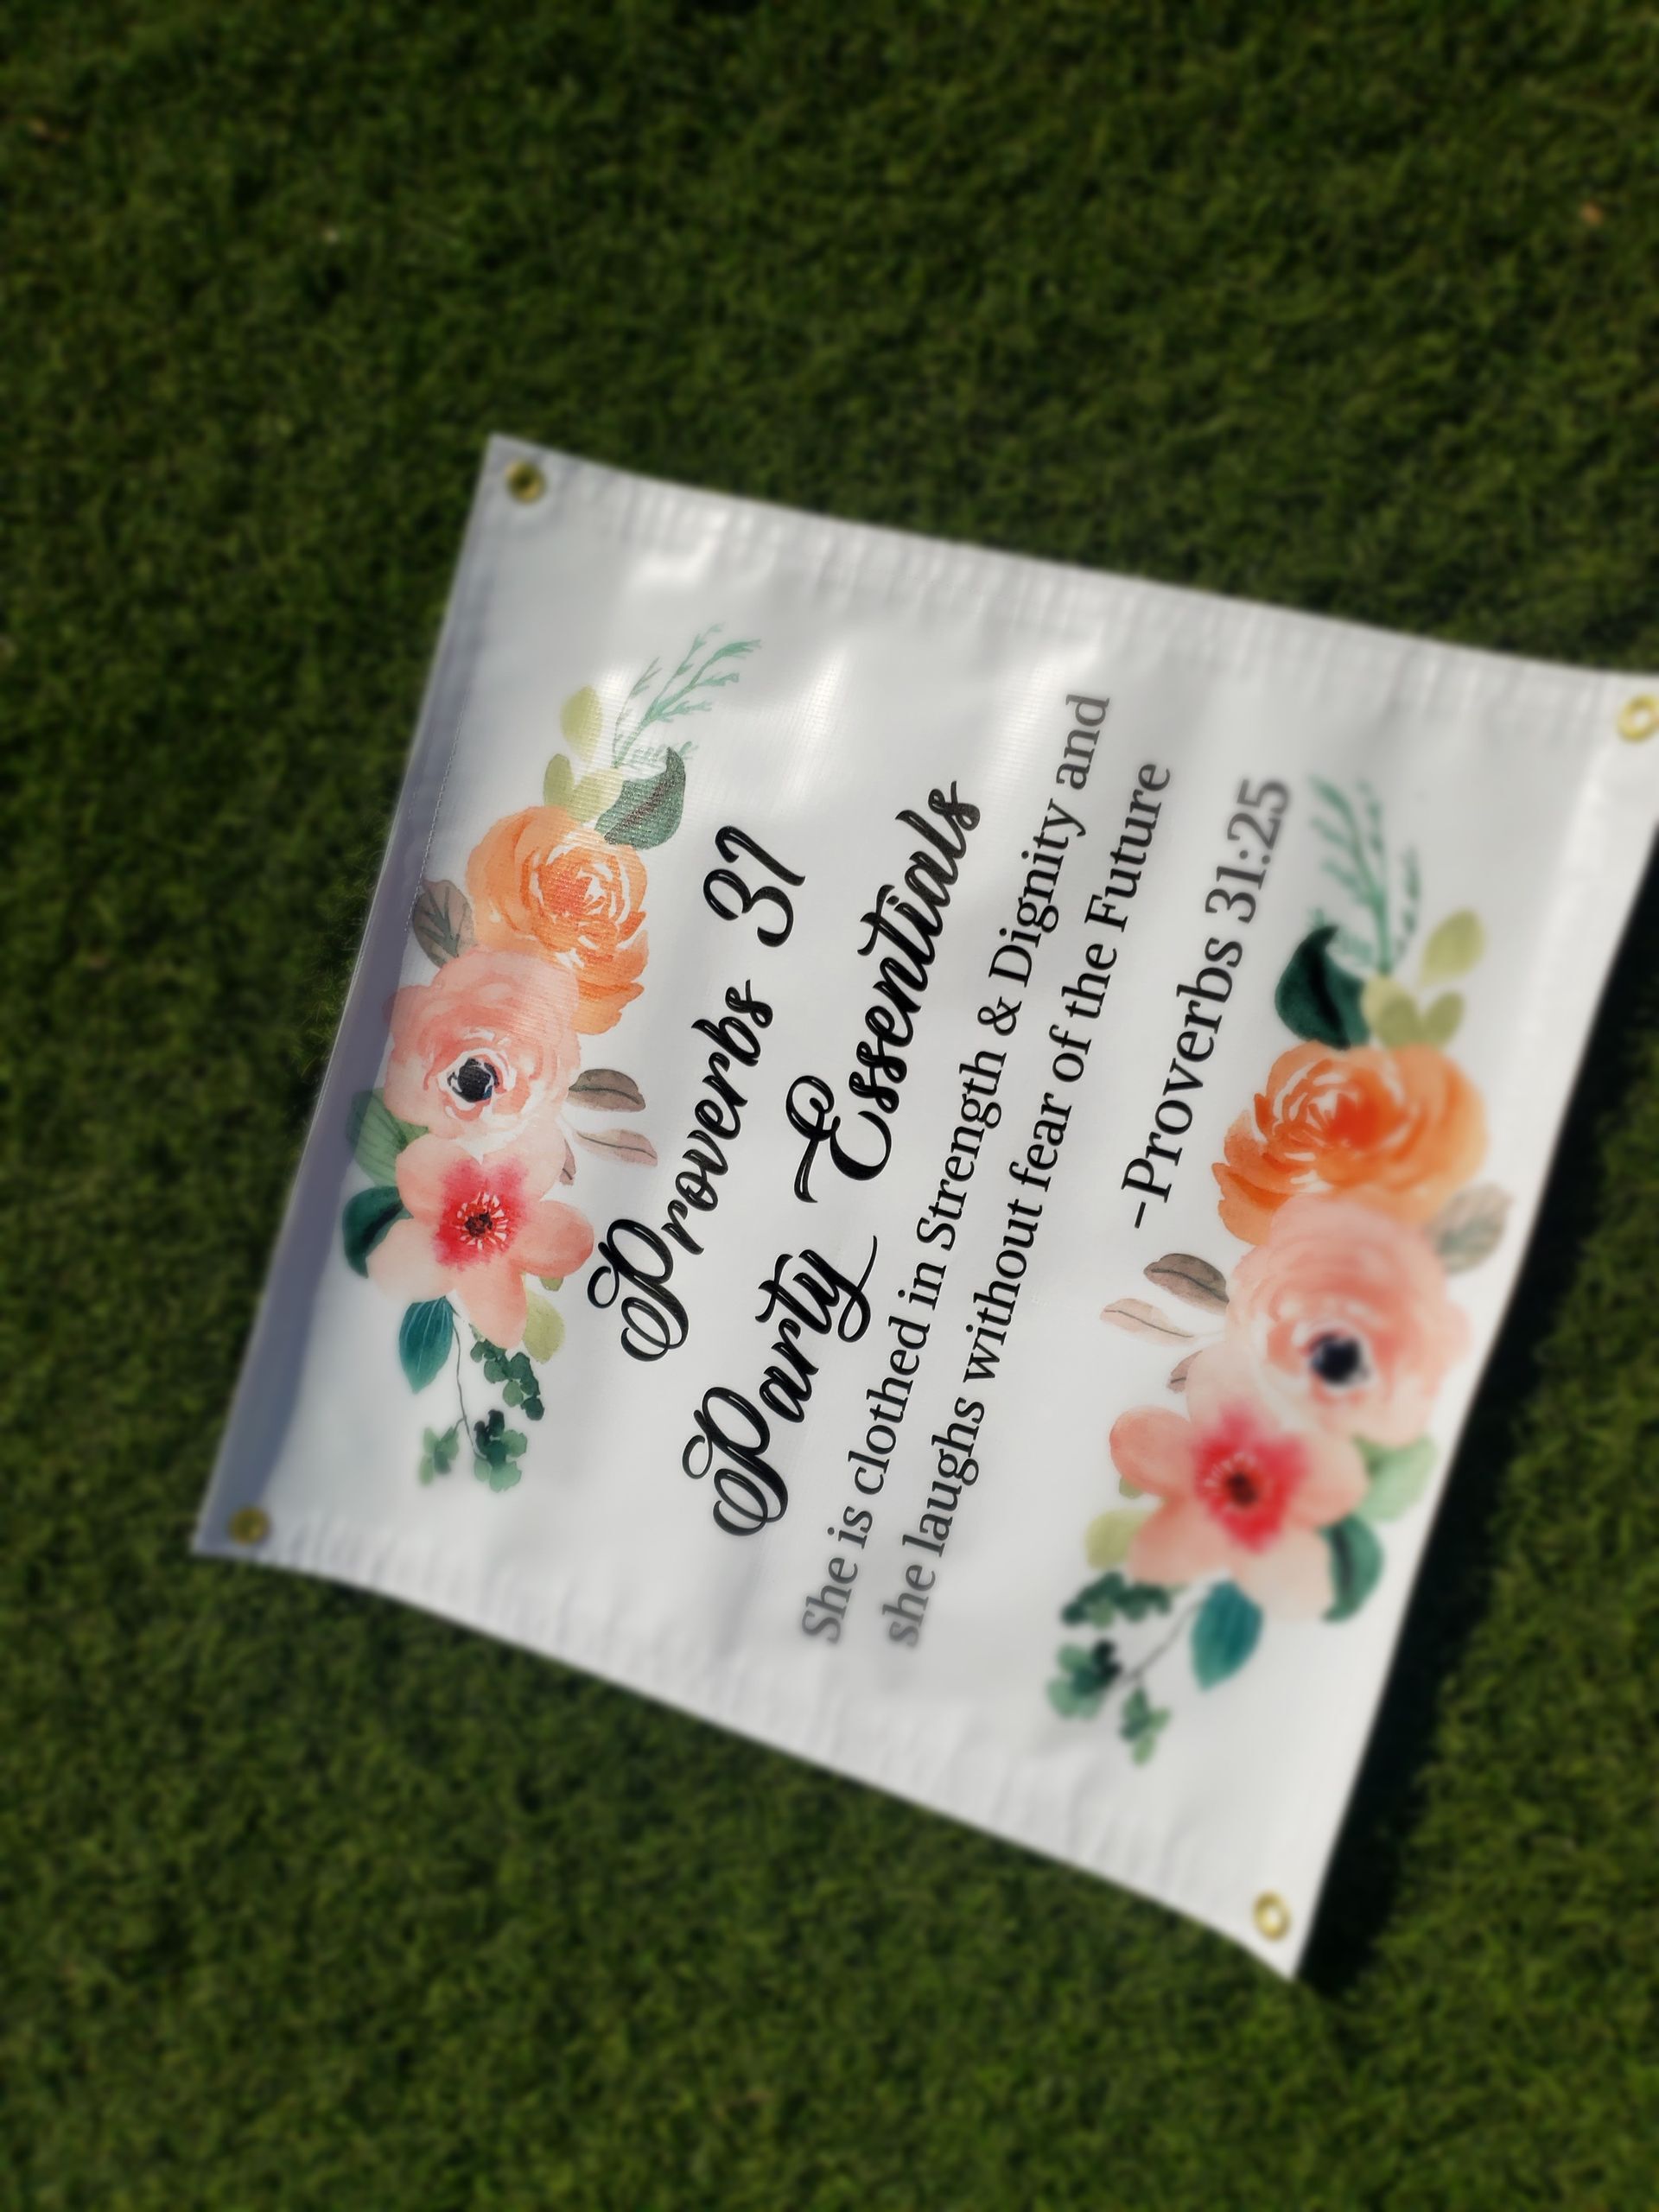 Proverbs 31
Party Essentials
She is clothed in Strength & Dignity and
she laughs without fear of the Future
-Proverbs 31:25